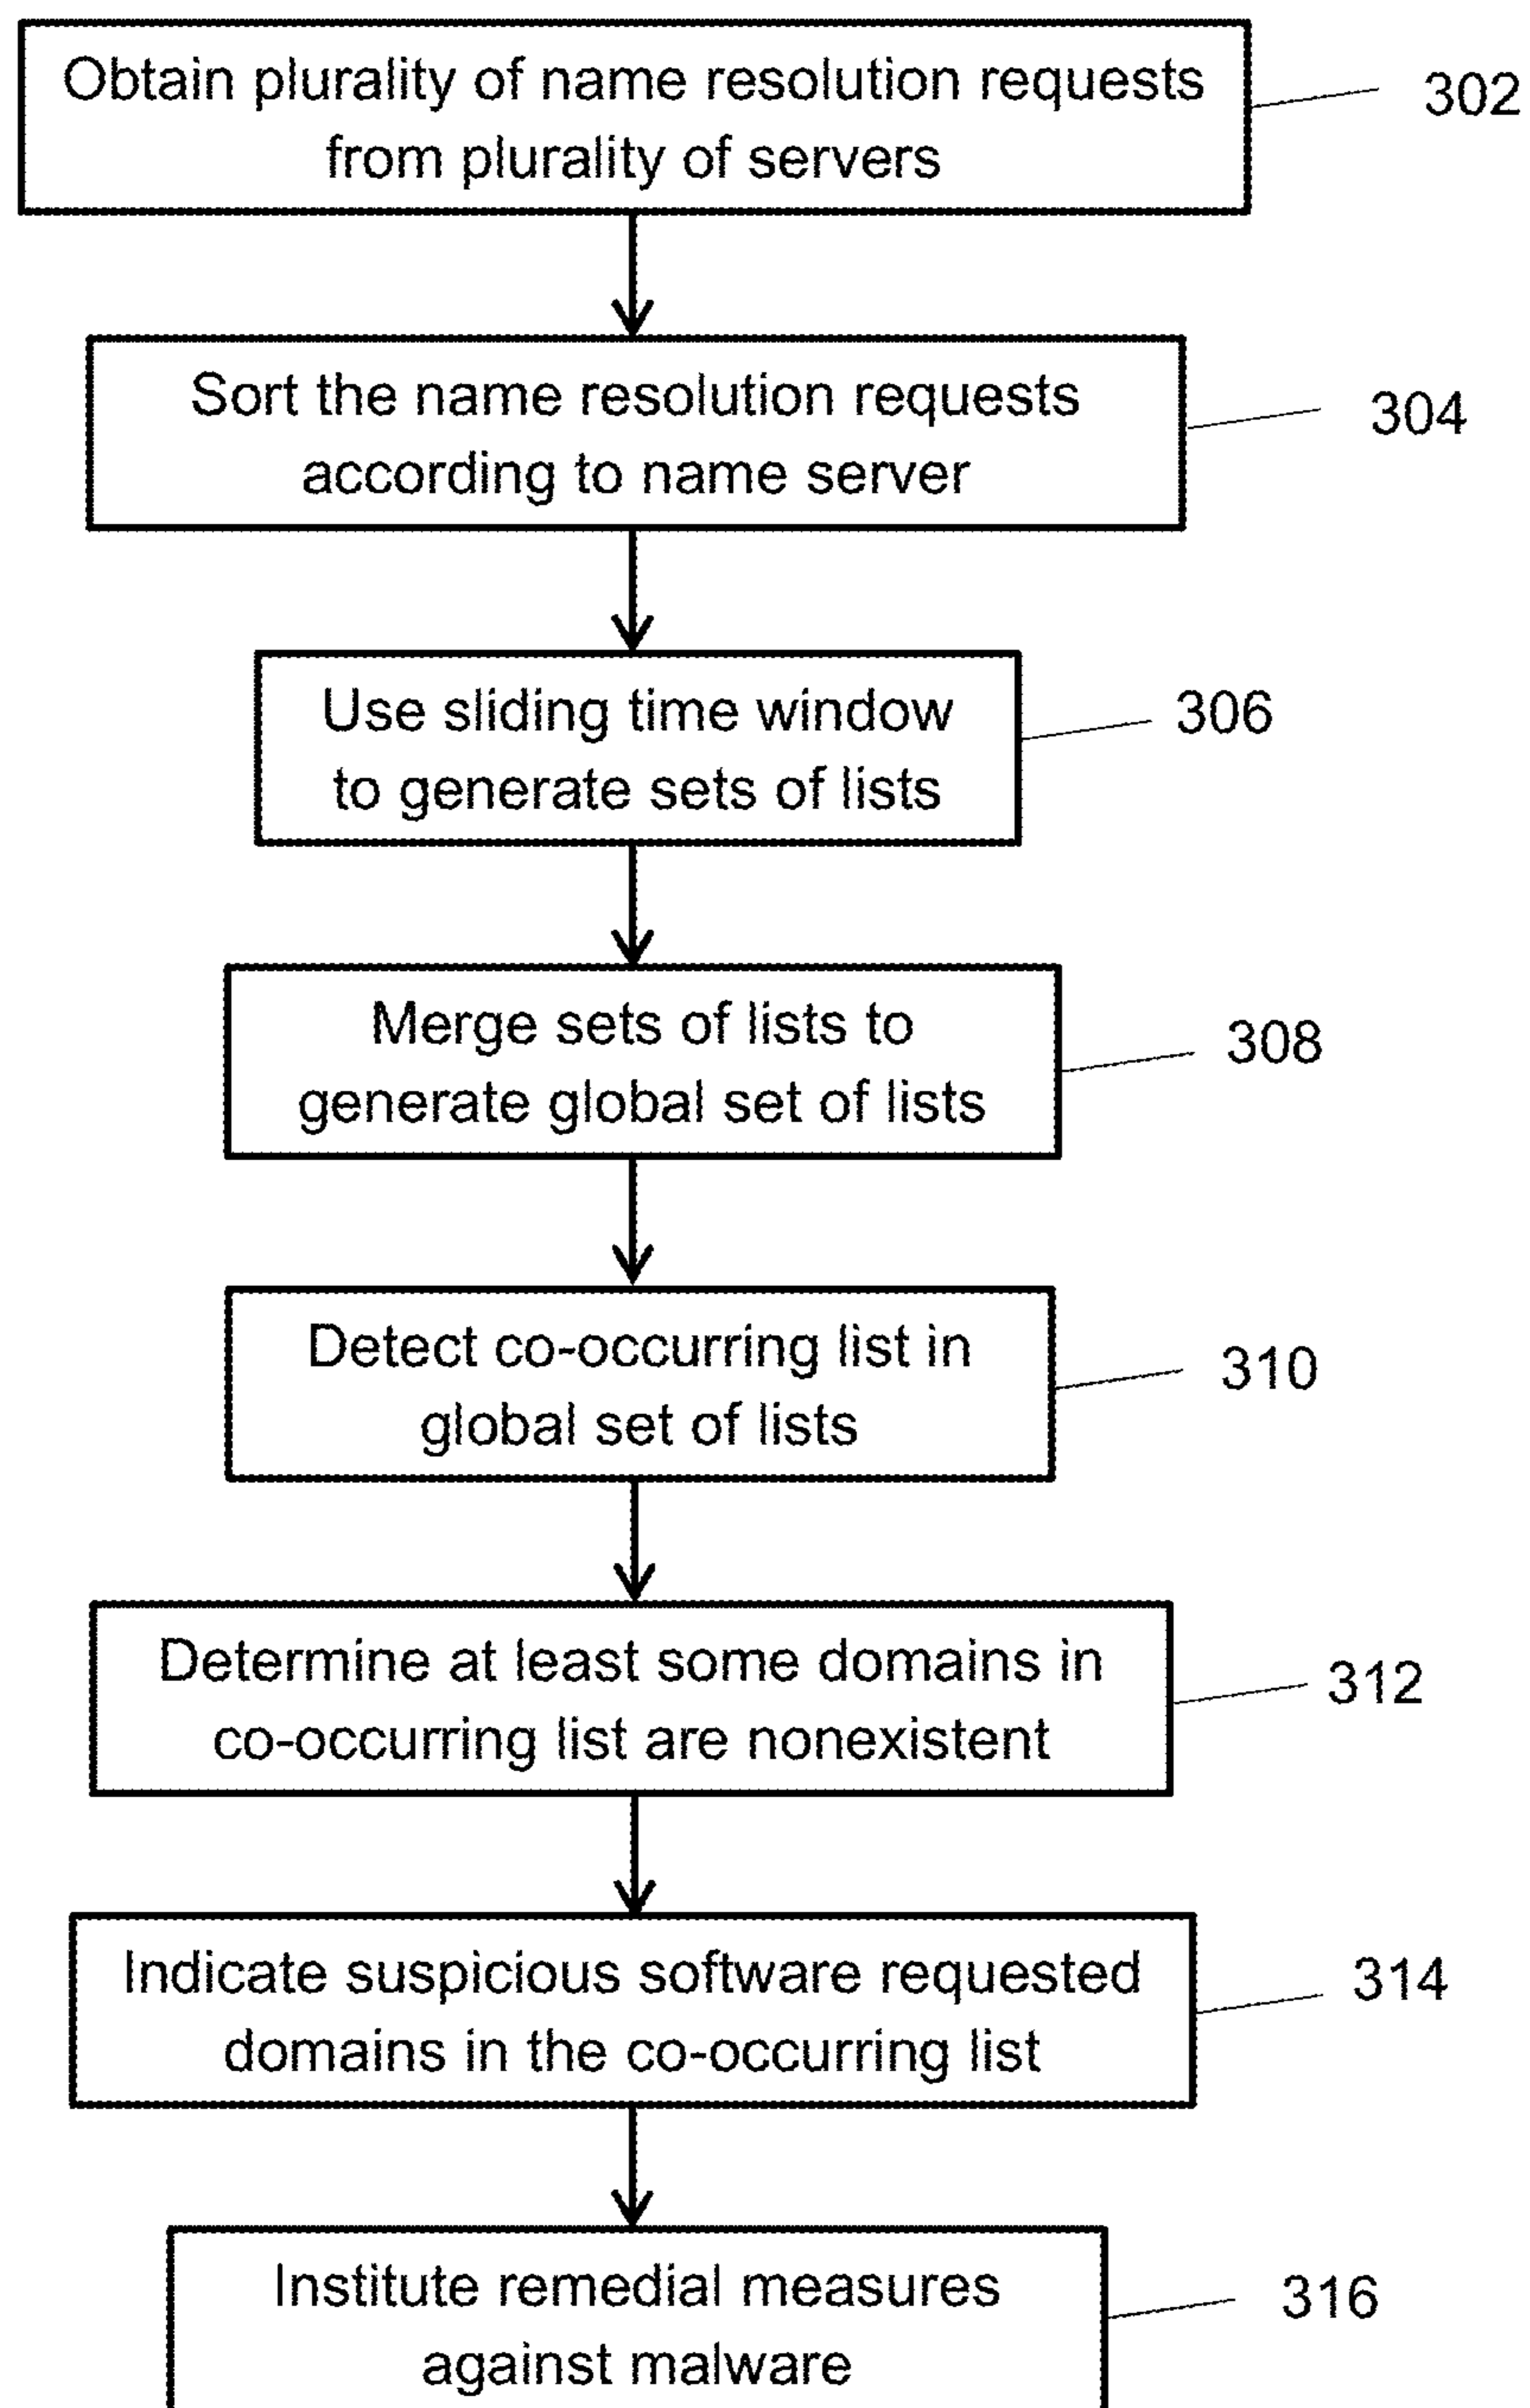 Obtain plurality of name resolution requests
from plurality of servers
302
Sort the name resolution requests
according to name server
304
Use sliding time window
to generate sets of lists
306
Merge sets of lists to
generate global set of lists
308
Detect co-occurring list in
global set of lists
310
Determine at least some domains in
co-occurring list are nonexistent
312
Indicate suspicious software requested
domains in the co-occurring list
314
Institute remedial measures
against malware
316